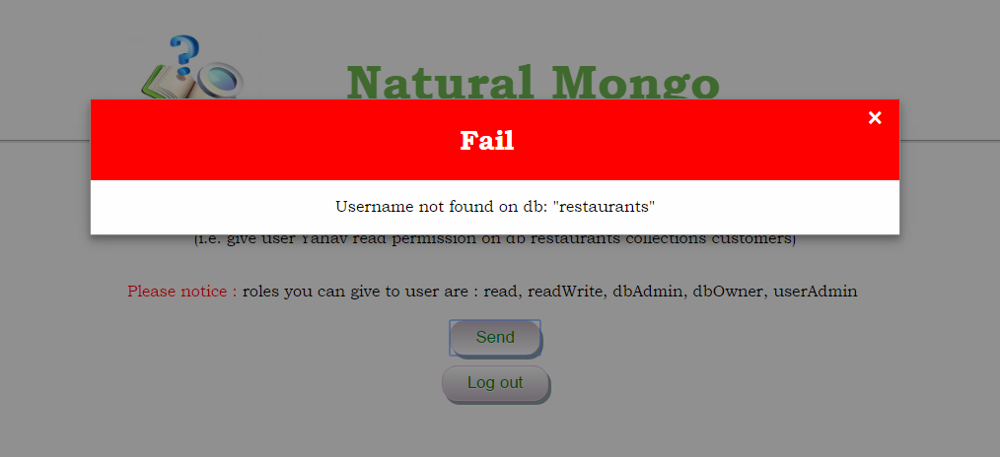 Natural Mongo
×
Fail
Username not found on db: "restaurants"
(i.e. give user Yahav read permission on db restaurants collections customers)
Please notice : roles you can give to user are : read, readWrite, dbAdmin, dbOwner, userAdmin
Send
Log out